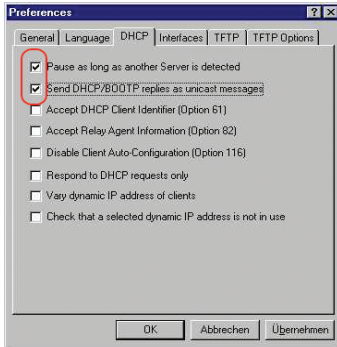 Preferences
General Language DHCP Interfaces TFTP TFTP Options
Pause as long as another Server is detected
Send DHCP/BOOTP replies as unicast messages
Accept DHCP Client Identifier (Option 61)
Accept Relay Agent Information (Option 82)
Disable Client Auto-Configuration (Option 116)
Respond to DHCP requests only
Vary dynamic IP address of clients
Check that a selected dynamic IP address is not in use
OK Abbrechen Übernehmen